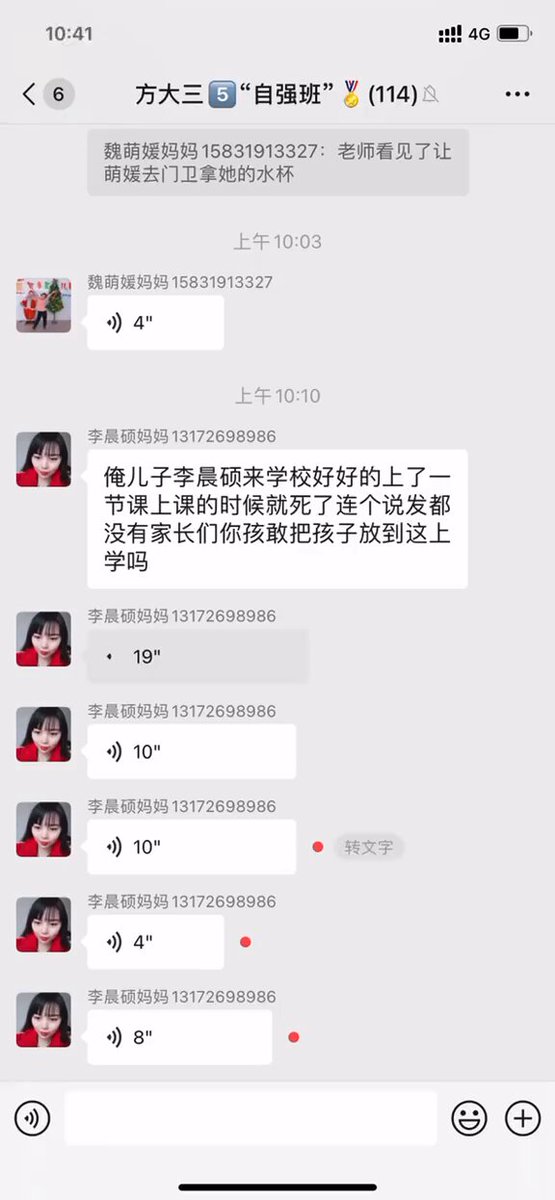 10:41
4G
6
方大三5️⃣“自强班”🏅(114)
魏萌媛妈妈15831913327：老师看见了让
萌媛去门卫拿她的水杯
上午10:03
魏萌媛妈妈15831913327
4"
上午10:10
李晨硕妈妈13172698986
俺儿子李晨硕来学校好好的上了一
节课上课的时候就死了连个说发都
没有家长们你孩敢把孩子放到这上
学吗
李晨硕妈妈13172698986
19"
李晨硕妈妈13172698986
10"
李晨硕妈妈13172698986
10"
转文字
李晨硕妈妈13172698986
4"
李晨硕妈妈13172698986
8"